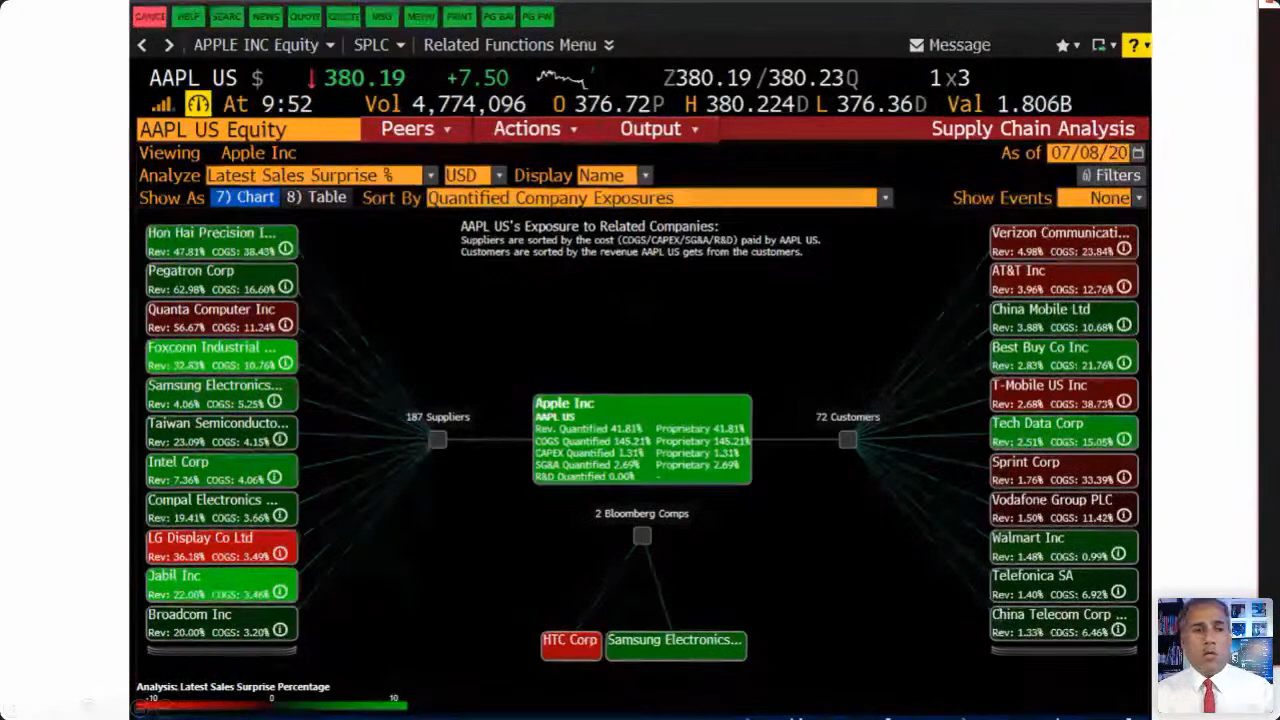 CANCE HELP SEARC NEWS QUOTE MSG MENU PRINT PG BAC PG FW
APPLE INC Equity SPLC Related Functions Menu Message ?
AAPL US $ 380.19 +7.50 Z380.19/380.23Q 1x3
At 9:52 Vol 4,774,096 O 376.72P H 380.224D L 376.36D Val 1.806B
AAPL US Equity Peers Actions Output Supply Chain Analysis
Viewing Apple Inc As of 07/08/20
Analyze Latest Sales Surprise % USD Display Name Filters
Show As 7) Chart 8) Table Sort By Quantified Company Exposures Show Events None
AAPL US's Exposure to Related Companies:
Suppliers are sorted by the cost (COGS/CAPEX/SG&A/R&D) paid by AAPL US.
Customers are sorted by the revenue AAPL US gets from the customers.
Hon Hai Precision I...
Rev: 47.81% COGS: 38.43%
Pegatron Corp
Rev: 62.98% COGS: 16.60%
Quanta Computer Inc
Rev: 56.67% COGS: 11.24%
Foxconn Industrial ...
Rev: 32.83% COGS: 10.76%
Samsung Electronics...
Rev: 4.06% COGS: 5.25%
Taiwan Semiconducto...
Rev: 23.09% COGS: 4.15%
Intel Corp
Rev: 7.36% COGS: 4.06%
Compal Electronics ...
Rev: 19.41% COGS: 3.66%
LG Display Co Ltd
Rev: 36.18% COGS: 3.49%
Jabil Inc
Rev: 22.00% COGS: 3.46%
Broadcom Inc
Rev: 20.00% COGS: 3.20%
187 Suppliers
Apple Inc
AAPL US
Rev. Quantified 41.81% Proprietary 41.81%
COGS Quantified 145.21% Proprietary 145.21%
CAPEX Quantified 1.31% Proprietary 1.31%
SG&A Quantified 2.69% Proprietary 2.69%
R&D Quantified 0.00% -
72 Customers
2 Bloomberg Comps
HTC Corp
Samsung Electronics...
Verizon Communicati...
Rev: 4.98% COGS: 23.84%
AT&T Inc
Rev: 3.96% COGS: 12.76%
China Mobile Ltd
Rev: 3.88% COGS: 10.68%
Best Buy Co Inc
Rev: 2.83% COGS: 21.76%
T-Mobile US Inc
Rev: 2.68% COGS: 38.73%
Tech Data Corp
Rev: 2.51% COGS: 15.05%
Sprint Corp
Rev: 1.76% COGS: 33.39%
Vodafone Group PLC
Rev: 1.50% COGS: 11.42%
Walmart Inc
Rev: 1.48% COGS: 0.99%
Telefonica SA
Rev: 1.40% COGS: 6.92%
China Telecom Corp ...
Rev: 1.33% COGS: 6.46%
Analysis: Latest Sales Surprise Percentage
-10 0 10